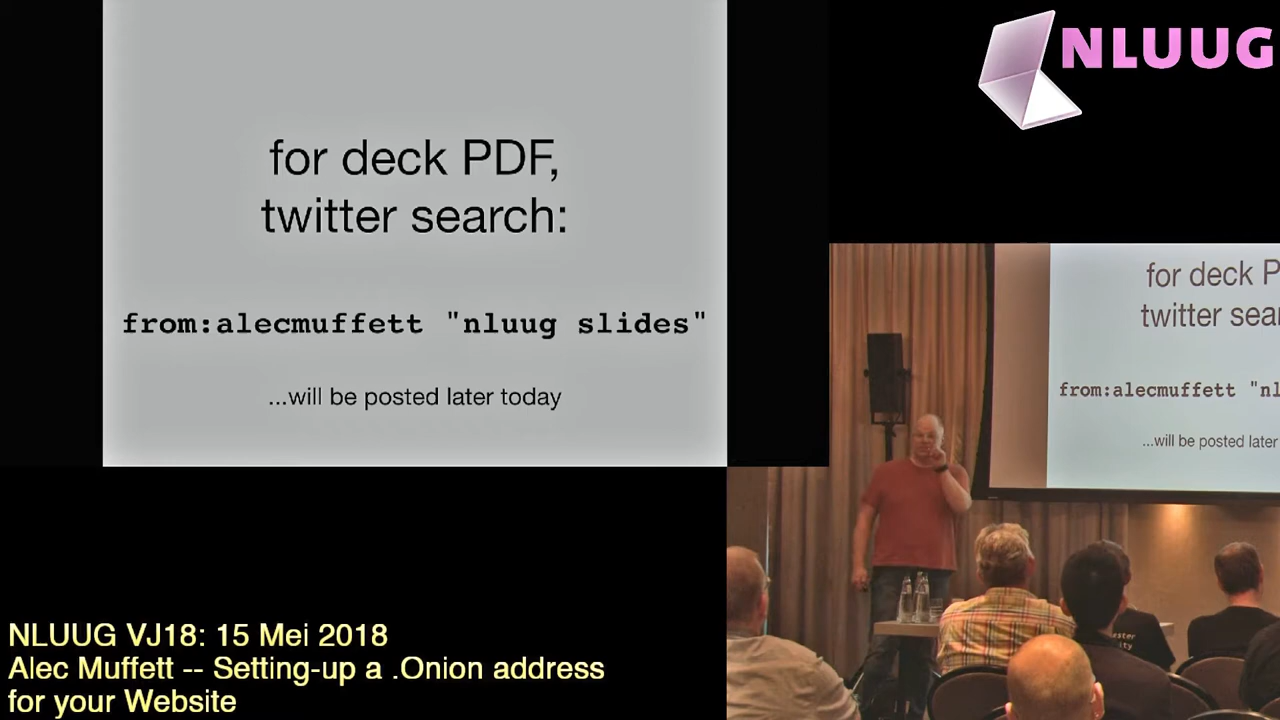 for deck PDF,
twitter search:
from:alecmuffett "nluug slides"
...will be posted later today
NLUUG
for deck P
twitter sea
from:alecmuffett "nl
...will be posted later
NLUUG VJ18: 15 Mei 2018
Alec Muffett -- Setting-up a .Onion address
for your Website